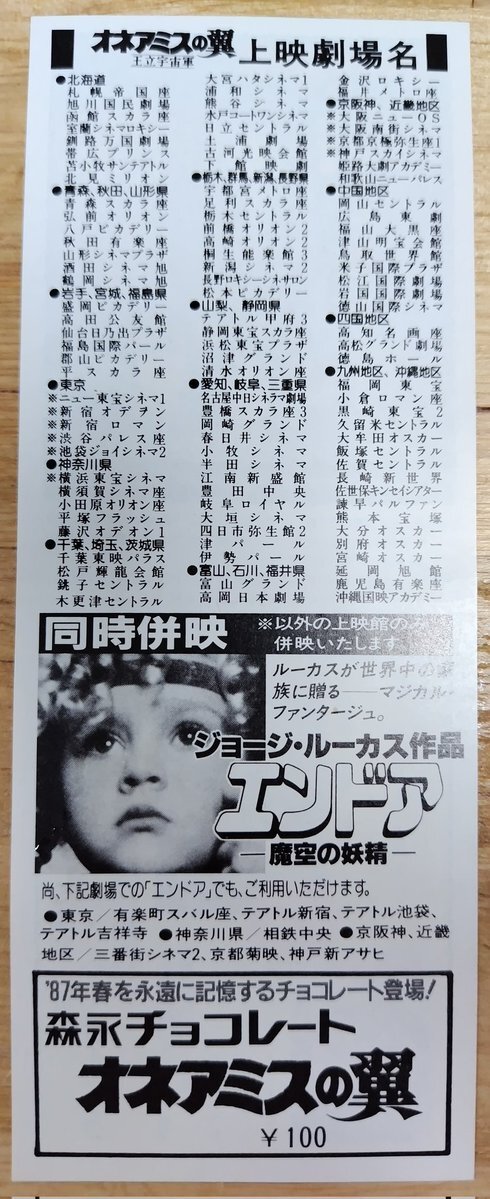 オネアミスの翼
王立宇宙軍
上映劇場名
●北海道
札幌帝国座
旭川国民劇場
函館スカラ座
室蘭シネマロキシー
釧路万国劇場
帯広プリンス
苫小牧サンテアトル
北見ミリオン
●青森、秋田、山形県
青森スカラ座
弘前オリオン
八戸ピカデリー
秋田有楽座
山形シネマプラザ
酒田シネマ旭
鶴岡シネマ旭
●岩手、宮城、福島県
盛岡ピカデリー
高田公友館
仙台日乃出プラザ
福島国際パール
郡山ピカデリー
平スカラ座
●東京
※ニュー東宝シネマ1
※新宿オデヲン
※新宿ロマン
※渋谷パレス座
※池袋ジョイシネマ2
●神奈川県
※横浜東宝シネマ
横須賀シネマ座
小田原オリオン座
平塚フラッシュ
藤沢オデオン1
●千葉、埼玉、茨城県
千葉東映パラス
松戸輝龍会館
銚子セントラル
木更津セントラル
大宮ハタシネマ1
浦和シネマ
熊谷シネマ
水戸コートワンシネマ
日立セントラル
土浦劇場
古河光映会館
下館映劇
●栃木、群馬、新潟、長野県
宇都宮メトロ座
足利スカラ座
栃木セントラル
前橋オリオン2
高崎オリオン2
桐生能楽館3
新潟シネマ2
長野ロキシーシネサロン
松本ピカデリー
●山梨、静岡県
テアトル甲府3
静岡東宝スカラ座
浜松東宝プラザ
沼津グランド
清水オリオン座
●愛知、岐阜、三重県
名古屋中日シネラマ劇場
豊橋スカラ座3
岡崎グランド
春日井シネマ
小牧シネマ
半田シネマ
江南新盛館
豊田中央
岐阜ロイヤル
大垣シネマ
四日市弥生館2
津パール
伊勢パール
●富山、石川、福井県
富山グランド
高岡日本劇場
金沢ロキシー
福井メトロ座
●京阪神、近畿地区
※大阪ニューOS
※大阪南街シネマ
※京都京極弥生座1
※神戸スカイシネマ
姫路大劇アカデミー
和歌山ニューパレス
●中国地区
岡山セントラル
広島東劇
福山大黒座
津山明宝会館
鳥取世界館
米子国際プラザ
松江国際劇場
岩国国際劇場
徳山国際シネマ
●四国地区
高知名画座
高松グランド劇場
徳島ホール
●九州地区、沖縄地区
福岡東宝
小倉ロマン座
黒崎東宝2
久留米セントラル
大牟田オスカー
飯塚セントラル
佐賀セントラル
長崎新世界
佐世保キンセイシアター
諫早パルファン
熊本宝塚
大分オスカー
別府オスカー
宮崎オスカー
延岡旭館
鹿児島有楽座
沖縄国映アカデミー
同時併映
※以外の上映館のみ
併映いたします
ルーカスが世界中の家
族に贈る——マジカル・
ファンタージュ。
ジョージ・ルーカス作品
エンドア
—魔空の妖精—
尚、下記劇場での「エンドア」でも、ご利用いただけます。
●東京／有楽町スバル座、テアトル新宿、テアトル池袋、
テアトル吉祥寺 ●神奈川県／相鉄中央 ●京阪神、近畿
地区／三番街シネマ2、京都菊映、神戸新アサヒ
'87年春を永遠に記憶するチョコレート登場!
森永チョコレート
オネアミスの翼
￥100